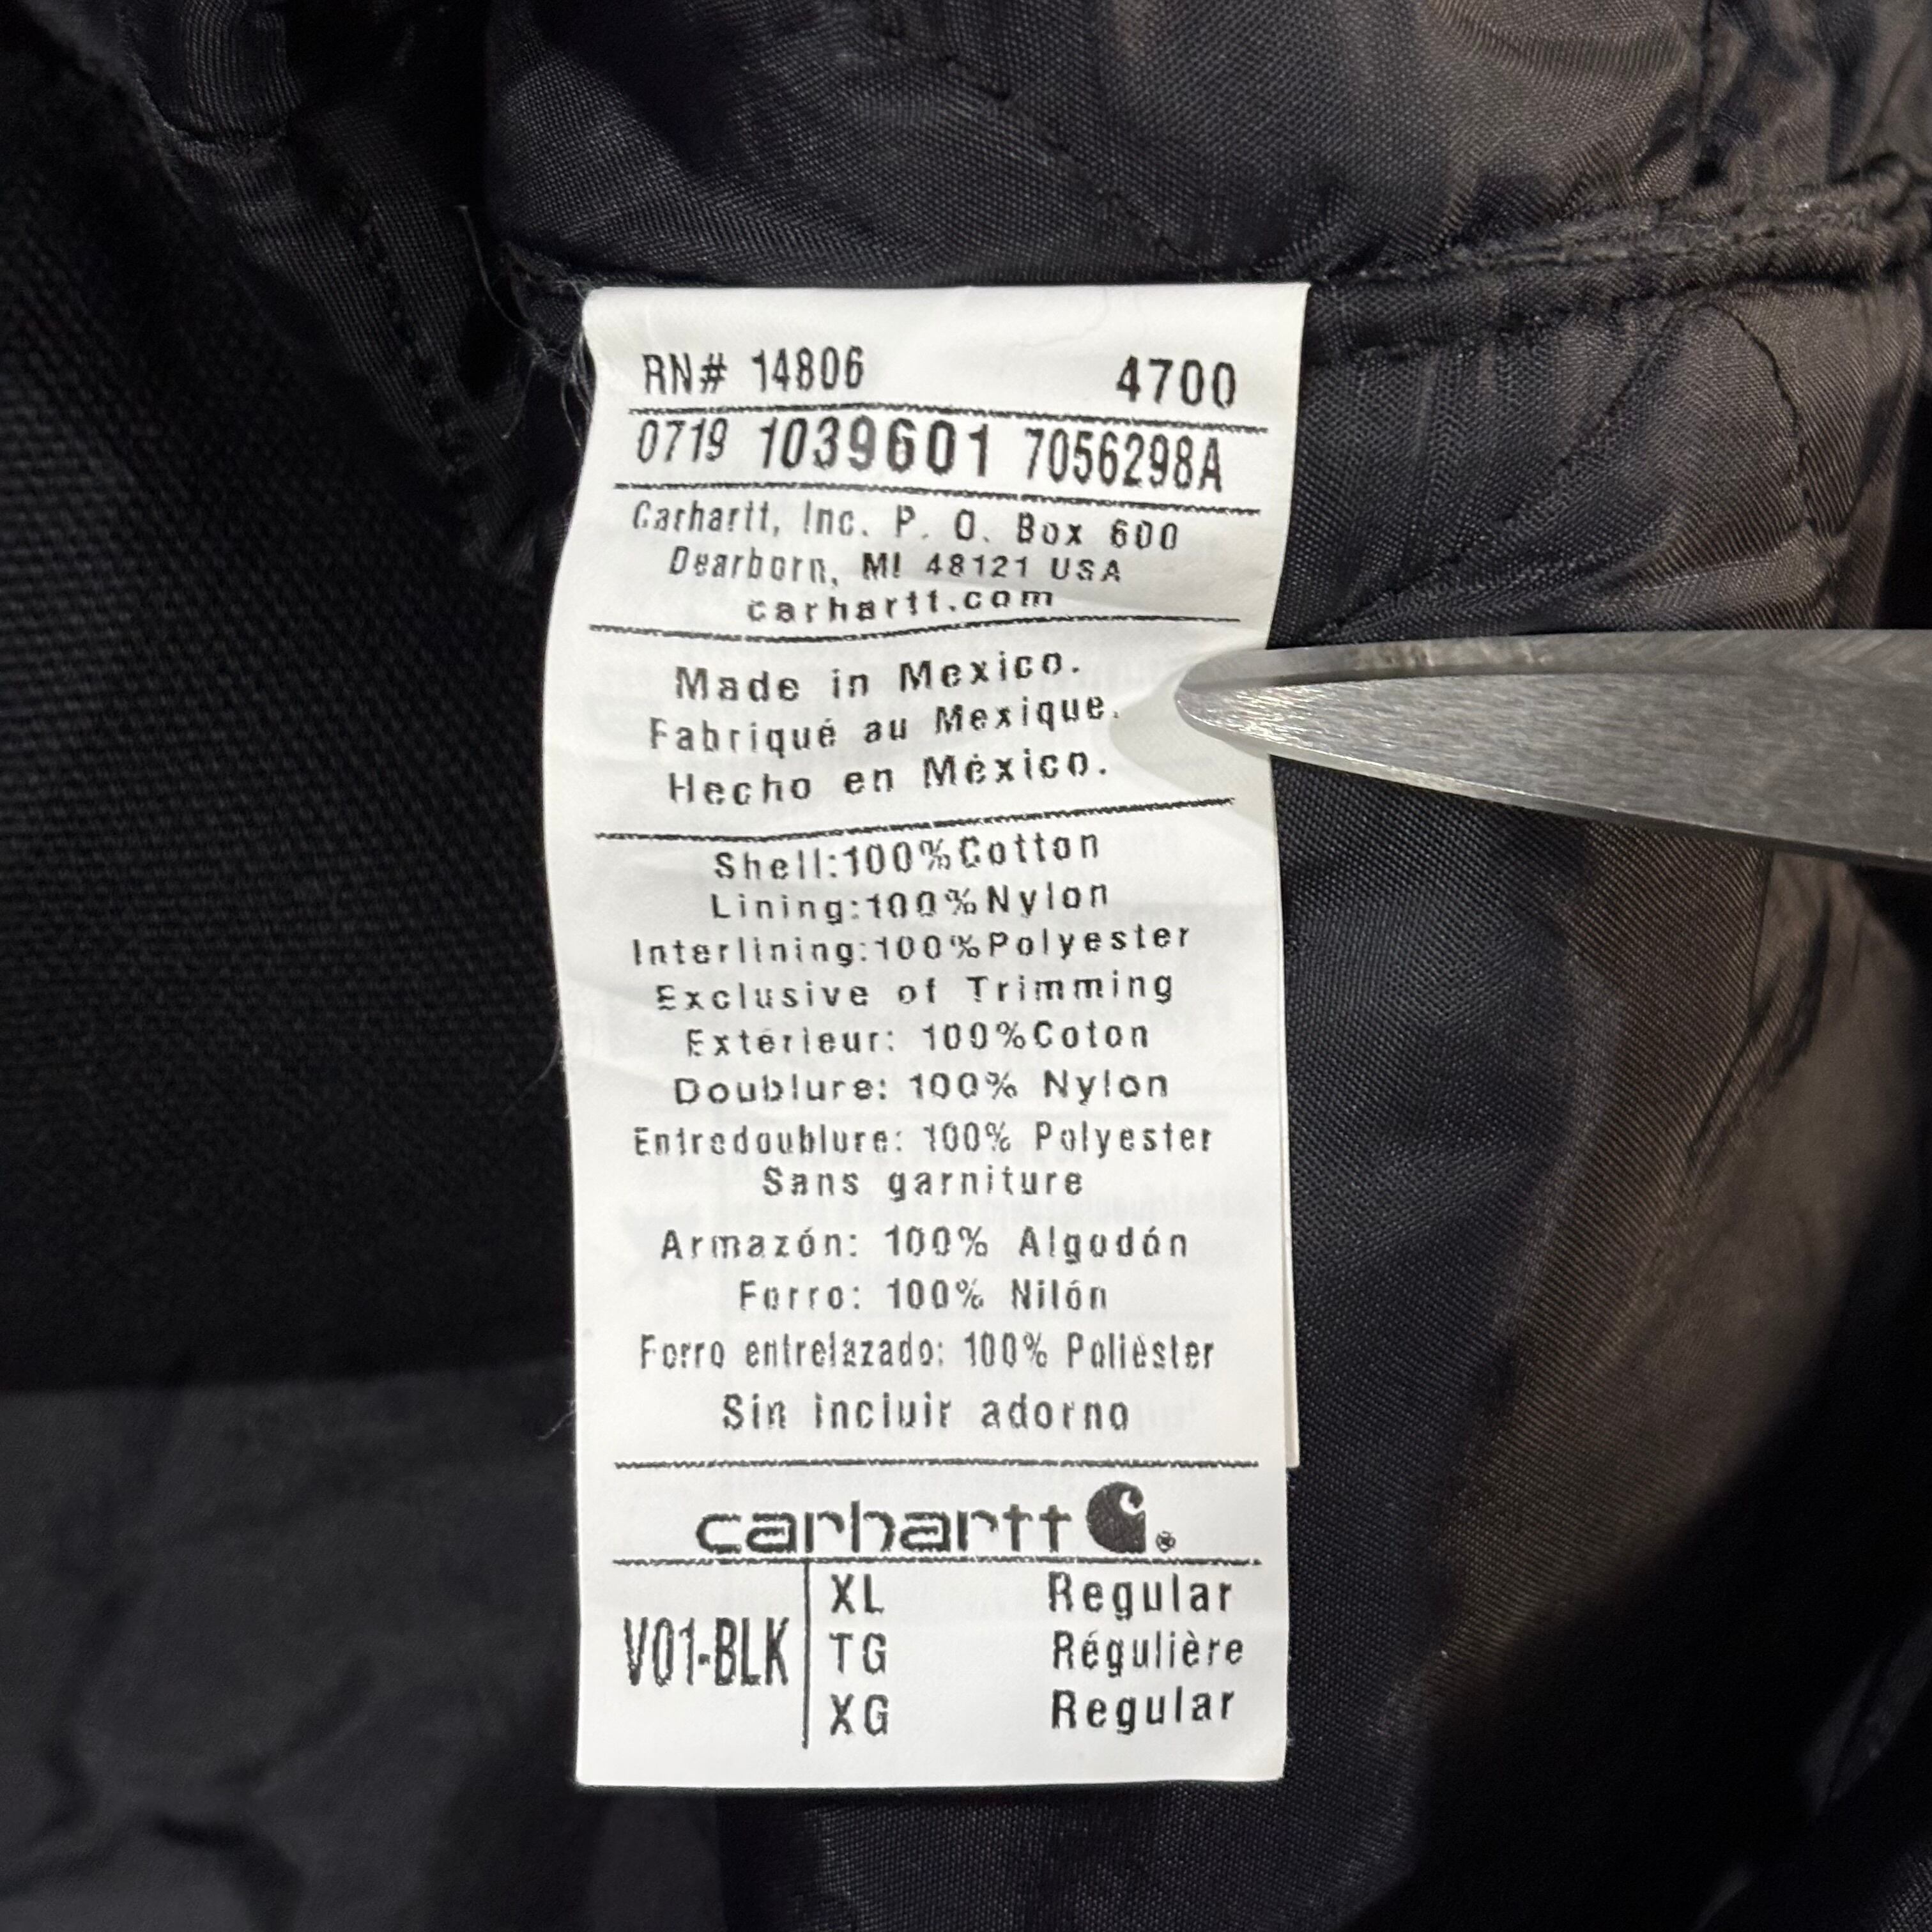 RN# 14806 4700
0719 1039601 7056298A
Carhartt, Inc. P. O. Box 600
Dearborn, MI 48121 USA
carhartt.com
Made in Mexico.
Fabriqué au Mexique.
Hecho en México.
Shell:100%Cotton
Lining:100%Nylon
Interlining:100%Polyester
Exclusive of Trimming
Extérieur: 100%Coton
Doublure: 100% Nylon
Entredoublure: 100% Polyester
Sans garniture
Armazón: 100% Algodón
Forro: 100% Nilón
Forro entrelazado: 100% Poliéster
Sin incluir adorno
carhartt ®
V01-BLK
XL Regular
TG Régulière
XG Regular